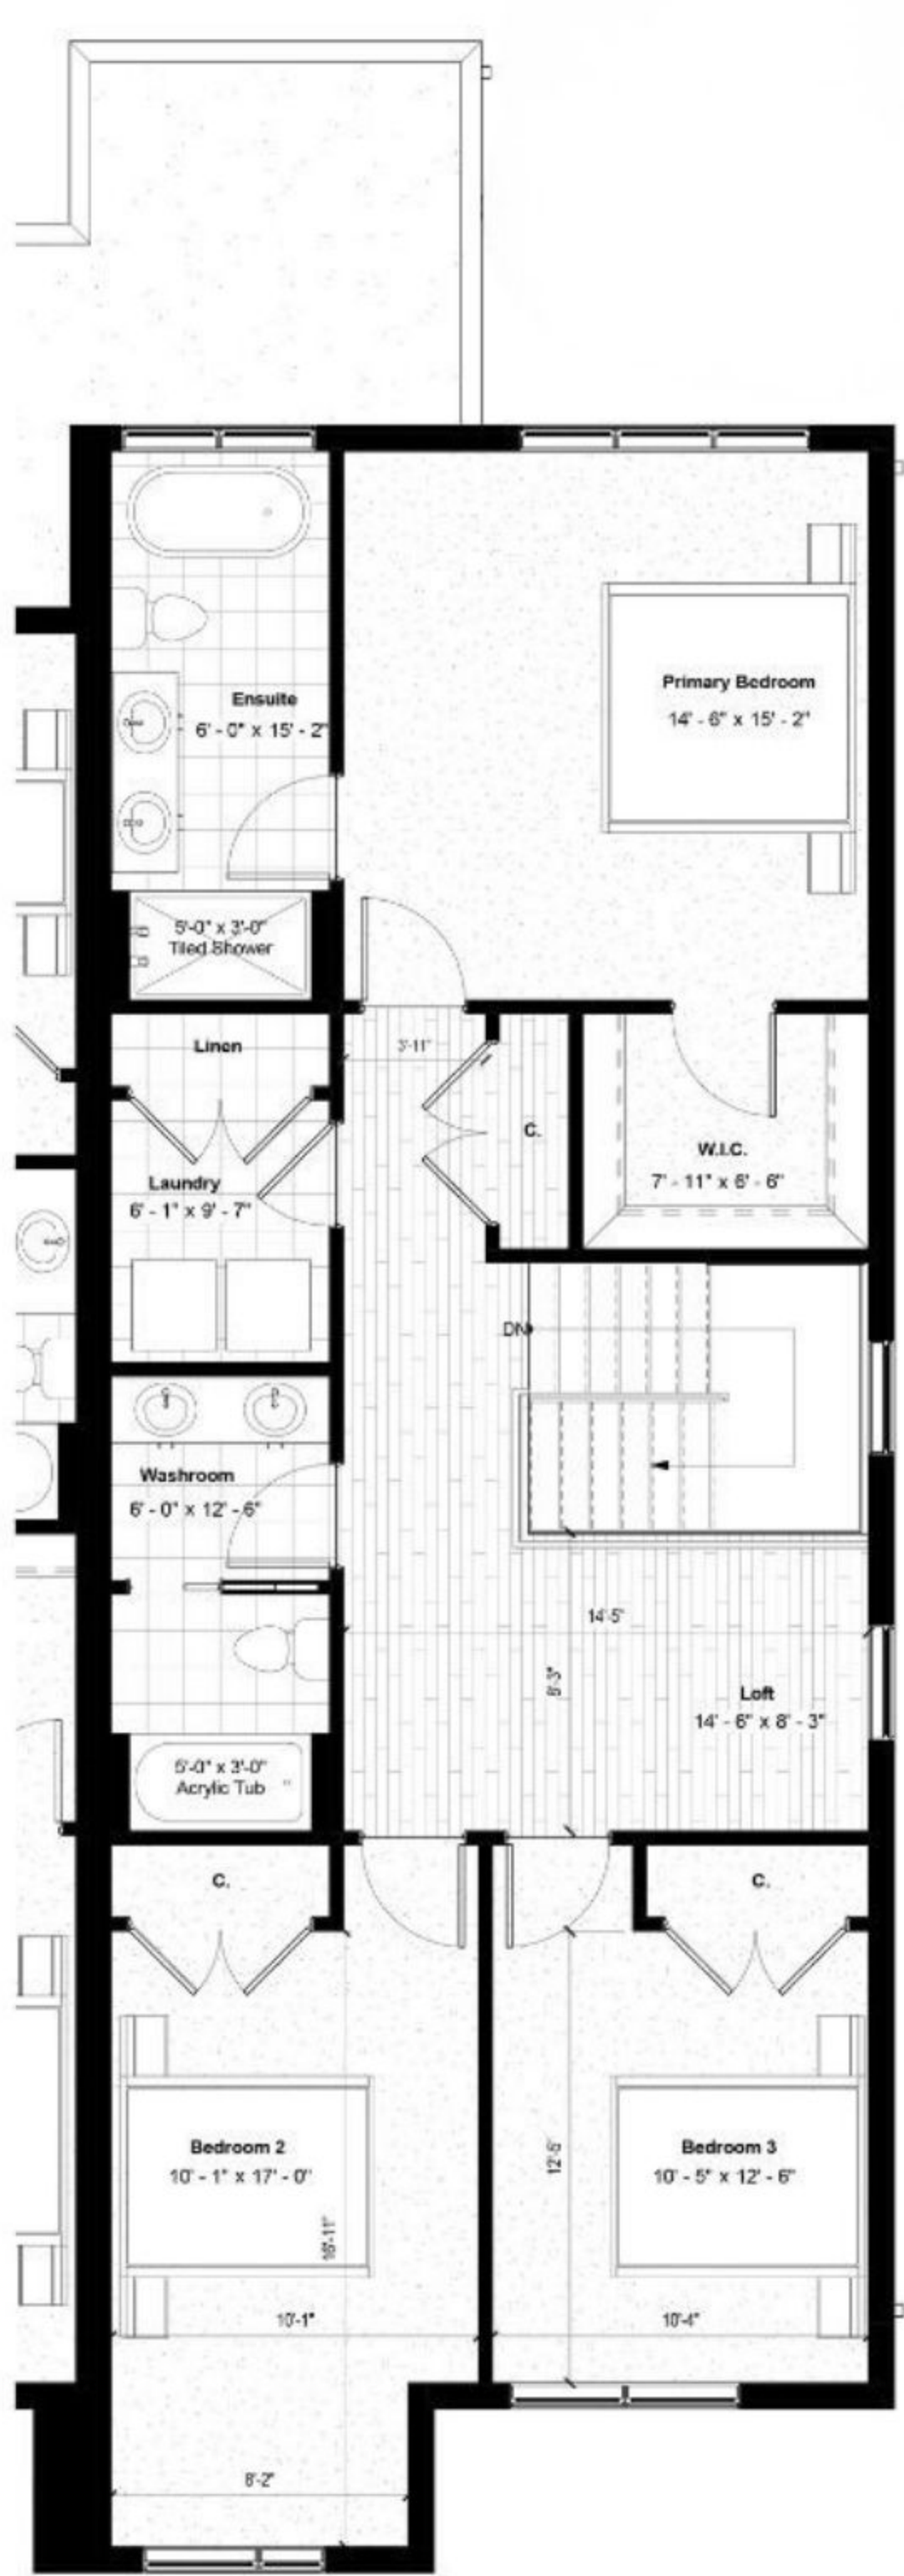 Ensuite
6' - 0" x 15' - 2"
Primary Bedroom
14' - 6" x 15' - 2"
5'-0" x 3'-0"
Tiled Shower
Linen
3'-11"
C.
W.I.C.
7' - 11" x 6' - 6"
Laundry
6' - 1" x 9' - 7"
DN
Washroom
6' - 0" x 12' - 6"
14'-5"
8'-3"
Loft
14' - 6" x 8' - 3"
5'-0" x 3'-0"
Acrylic Tub
C.
C.
Bedroom 2
10' - 1" x 17' - 0"
16'-11"
10'-1"
Bedroom 3
10' - 5" x 12' - 6"
12'-6"
10'-4"
8'-2"